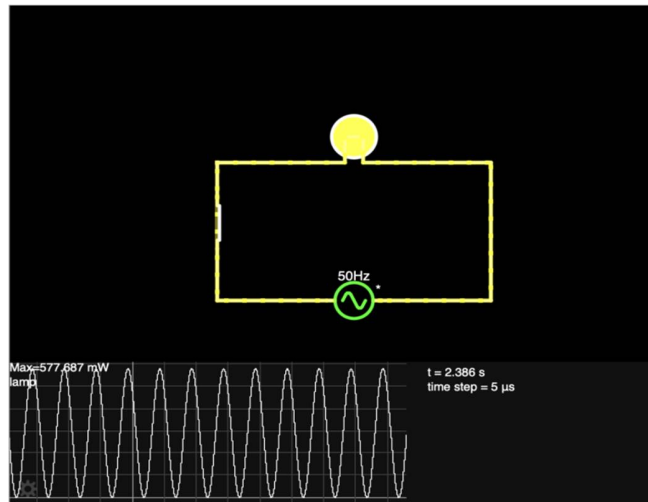 50Hz
*
Max=577.687 mW
lamp
t = 2.386 s
time step = 5 µs